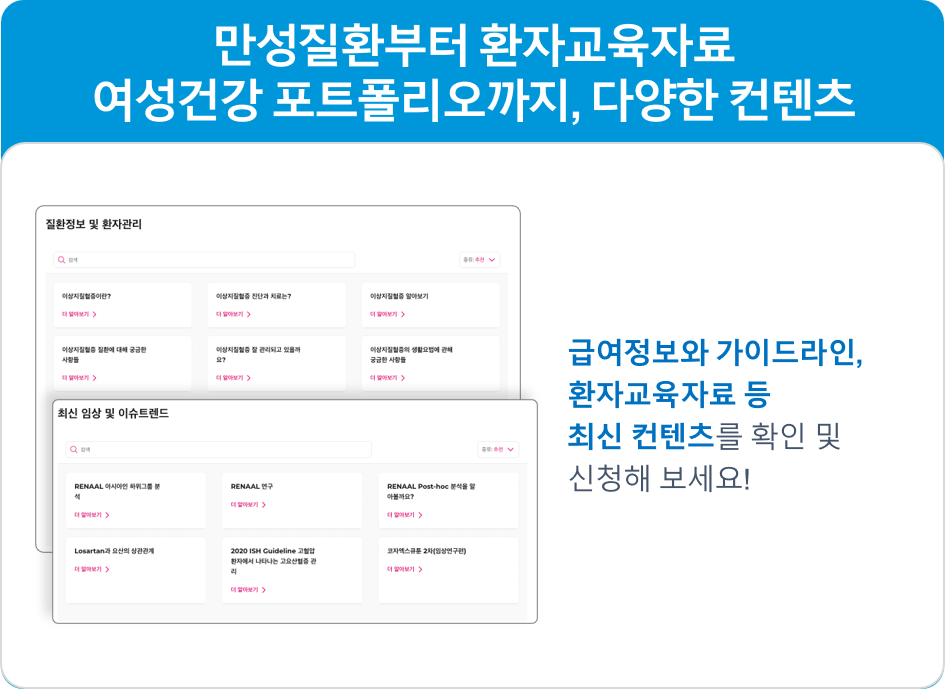 만성질환부터 환자교육자료
여성건강 포트폴리오까지, 다양한 컨텐츠
질환정보 및 환자관리
검색
종류: 추천
이상지질혈증이란?
더 알아보기
이상지질혈증 진단과 치료는?
더 알아보기
이상지질혈증 알아보기
더 알아보기
이상지질혈증 질환에 대해 궁금한
사항들
더 알아보기
이상지질혈증 잘 관리되고 있을까
요?
더 알아보기
이상지질혈증의 생활요법에 관해
궁금한 사항들
더 알아보기
최신 임상 및 이슈트렌드
검색
종류: 추천
RENAAL 아시아인 하위그룹 분
석
더 알아보기
RENAAL 연구
더 알아보기
RENAAL Post-hoc 분석을 알
아볼까요?
더 알아보기
Losartan과 요산의 상관관계
더 알아보기
2020 ISH Guideline 고혈압
환자에서 나타나는 고요산혈증 관
리
더 알아보기
코자엑스큐툰 2차(임상연구편)
더 알아보기
급여정보와 가이드라인,
환자교육자료 등
최신 컨텐츠를 확인 및
신청해 보세요!